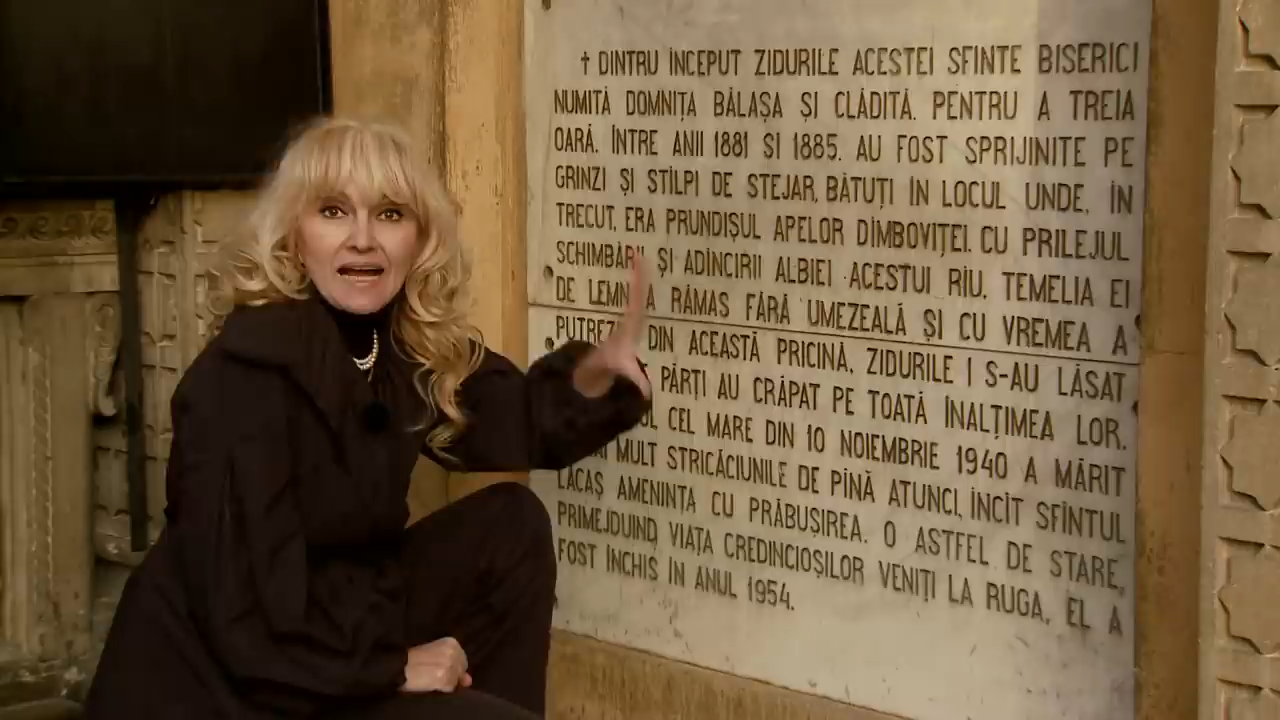 † DINTRU ÎNCEPUT ZIDURILE ACESTEI SFINTE BISERICI
NUMITĂ DOMNIȚA BĂLAȘA ȘI CLĂDITĂ. PENTRU A TREIA
OARĂ. ÎNTRE ANII 1881 SI 1885. AU FOST SPRIJINITE PE
GRINZI ȘI STÎLPI DE STEJAR, BĂTUȚI ÎN LOCUL UNDE, ÎN
TRECUT, ERA PRUNDIȘUL APELOR DÎMBOVIȚEI. CU PRILEJUL
SCHIMBĂRII ȘI ADÎNCIRII ALBIEI ACESTUI RÎU, TEMELIA EI
DE LEMN A RĂMAS FĂRĂ UMEZEALĂ ȘI CU VREMEA A
PUTREZ DIN ACEASTĂ PRICINĂ, ZIDURILE I S-AU LĂSAT
PĂRȚI AU CRĂPAT PE TOATĂ ÎNALȚIMEA LOR.
UL CEL MARE DIN 10 NOIEMBRIE 1940 A MĂRIT
MULT STRICĂCIUNILE DE PÎNĂ ATUNCI, ÎNCÎT SFÎNTUL
LĂCAȘ AMENINȚA CU PRĂBUȘIREA. O ASTFEL DE STARE,
PRIMEJDUIND VIAȚA CREDINCIOȘILOR VENIȚI LA RUGA, EL A
FOST ÎNCHIS ÎN ANUL 1954.